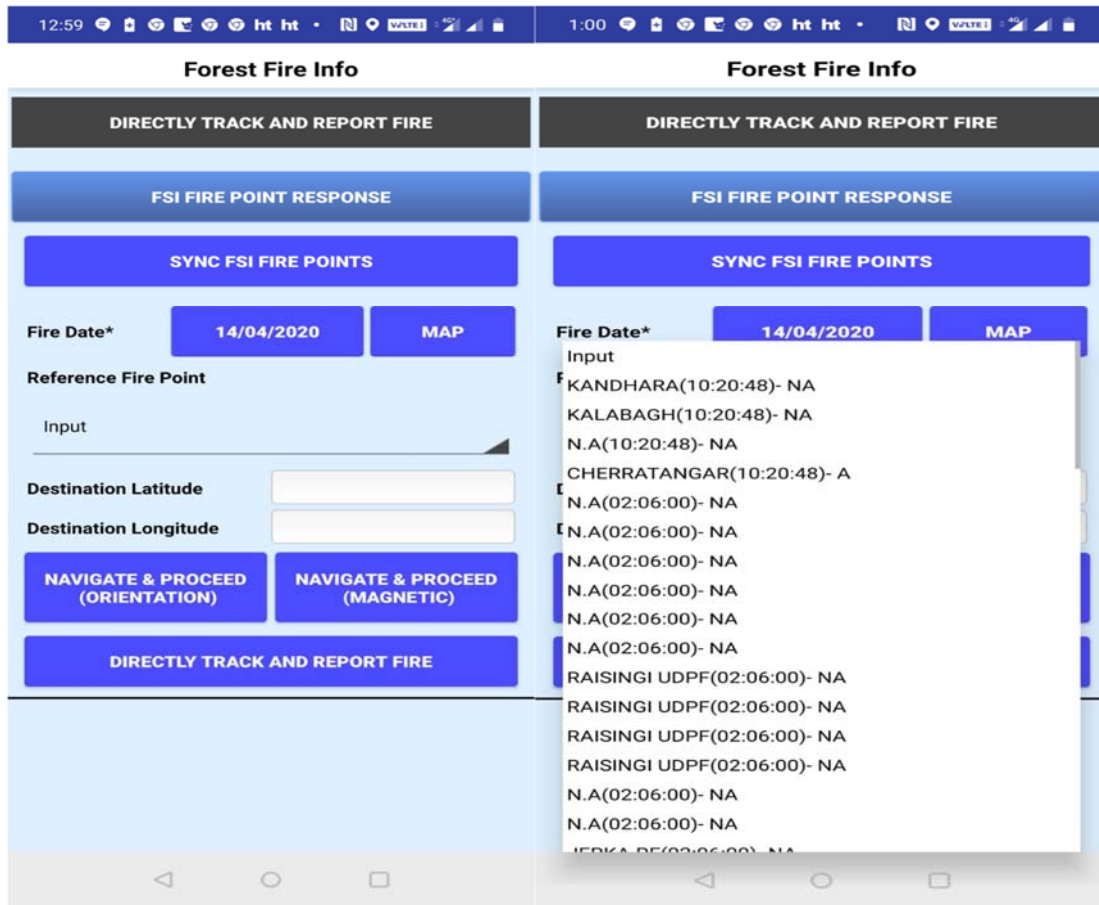 12:59 ht ht
Forest Fire Info
DIRECTLY TRACK AND REPORT FIRE
FSI FIRE POINT RESPONSE
SYNC FSI FIRE POINTS
Fire Date* 14/04/2020 MAP
Reference Fire Point
Input
Destination Latitude
Destination Longitude
NAVIGATE & PROCEED
(ORIENTATION)
NAVIGATE & PROCEED
(MAGNETIC)
DIRECTLY TRACK AND REPORT FIRE
1:00 ht ht
Forest Fire Info
DIRECTLY TRACK AND REPORT FIRE
FSI FIRE POINT RESPONSE
SYNC FSI FIRE POINTS
Fire Date* 14/04/2020 MAP
Input
KANDHARA(10:20:48)- NA
KALABAGH(10:20:48)- NA
N.A(10:20:48)- NA
CHERRATANGAR(10:20:48)- A
N.A(02:06:00)- NA
N.A(02:06:00)- NA
N.A(02:06:00)- NA
N.A(02:06:00)- NA
N.A(02:06:00)- NA
N.A(02:06:00)- NA
RAISINGI UDPF(02:06:00)- NA
RAISINGI UDPF(02:06:00)- NA
RAISINGI UDPF(02:06:00)- NA
RAISINGI UDPF(02:06:00)- NA
N.A(02:06:00)- NA
N.A(02:06:00)- NA